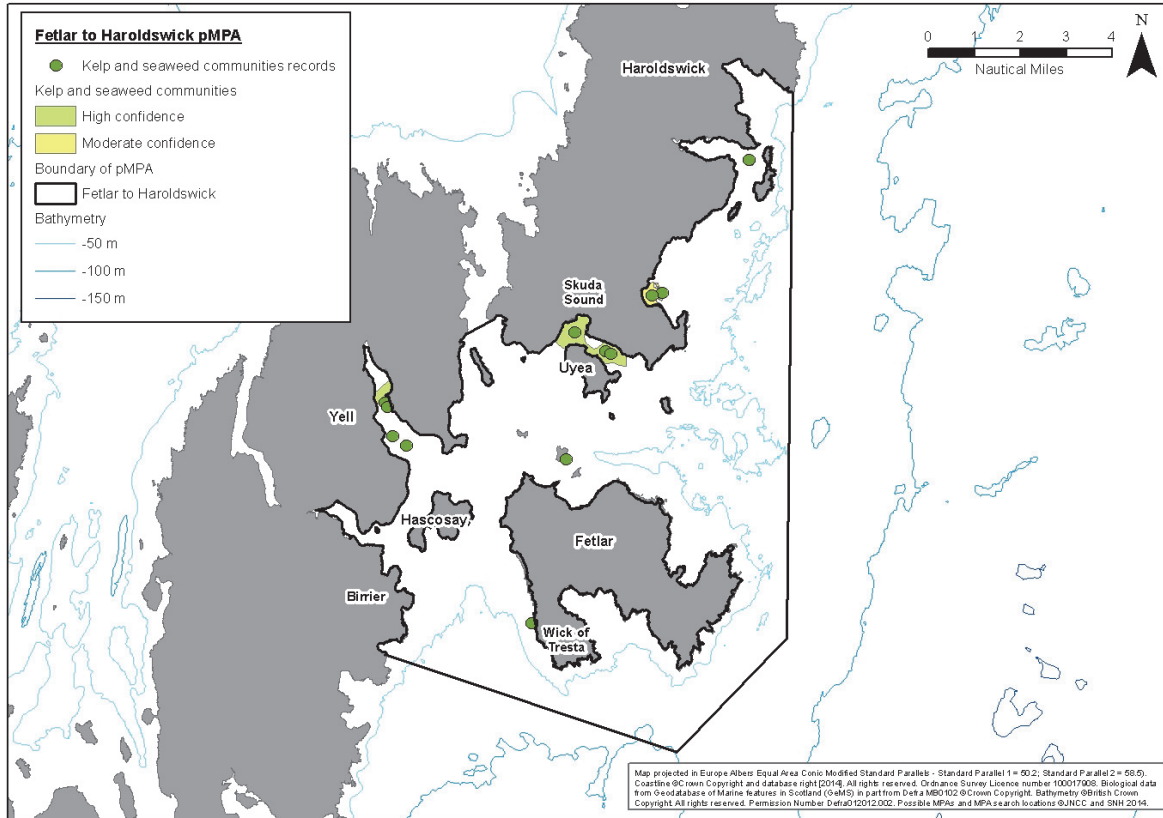 Fetlar to Haroldswick pMPA
Kelp and seaweed communities records
Kelp and seaweed communities
High confidence
Moderate confidence
Boundary of pMPA
Fetlar to Haroldswick
Bathymetry
-50 m
-100 m
-150 m
0 1 2 3 4
Nautical Miles
N
Haroldswick
Skuda
Sound
Uyea
Yell
Hascosay
Fetlar
Birrier
Wick of
Tresta
Map projected in Europe Albers Equal Area Conic Modified Standard Parallels - Standard Parallel 1 = 50.2; Standard Parallel 2 = 58.5).
Coastline ©Crown Copyright and database right [2014]. All rights reserved. Ordnance Survey Licence number 100017908. Biological data
from Geodatabase of Marine features in Scotland (GeMS) in part from Defra MB0102 ©Crown Copyright. Bathymetry ©British Crown
Copyright. All rights reserved. Permission Number Defra012012.002. Possible MPAs and MPA search locations ©JNCC and SNH 2014.